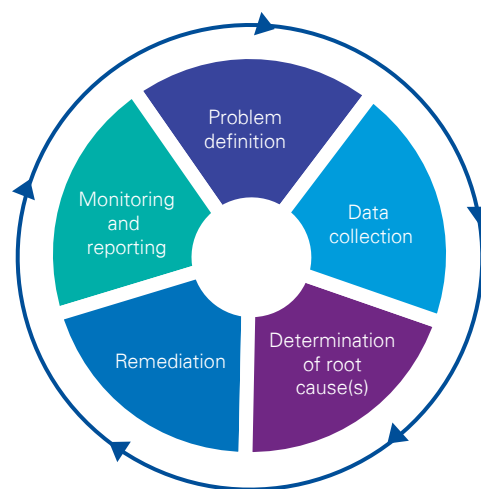 Problem
definition
Data
collection
Determination
of root
cause(s)
Remediation
Monitoring
and
reporting